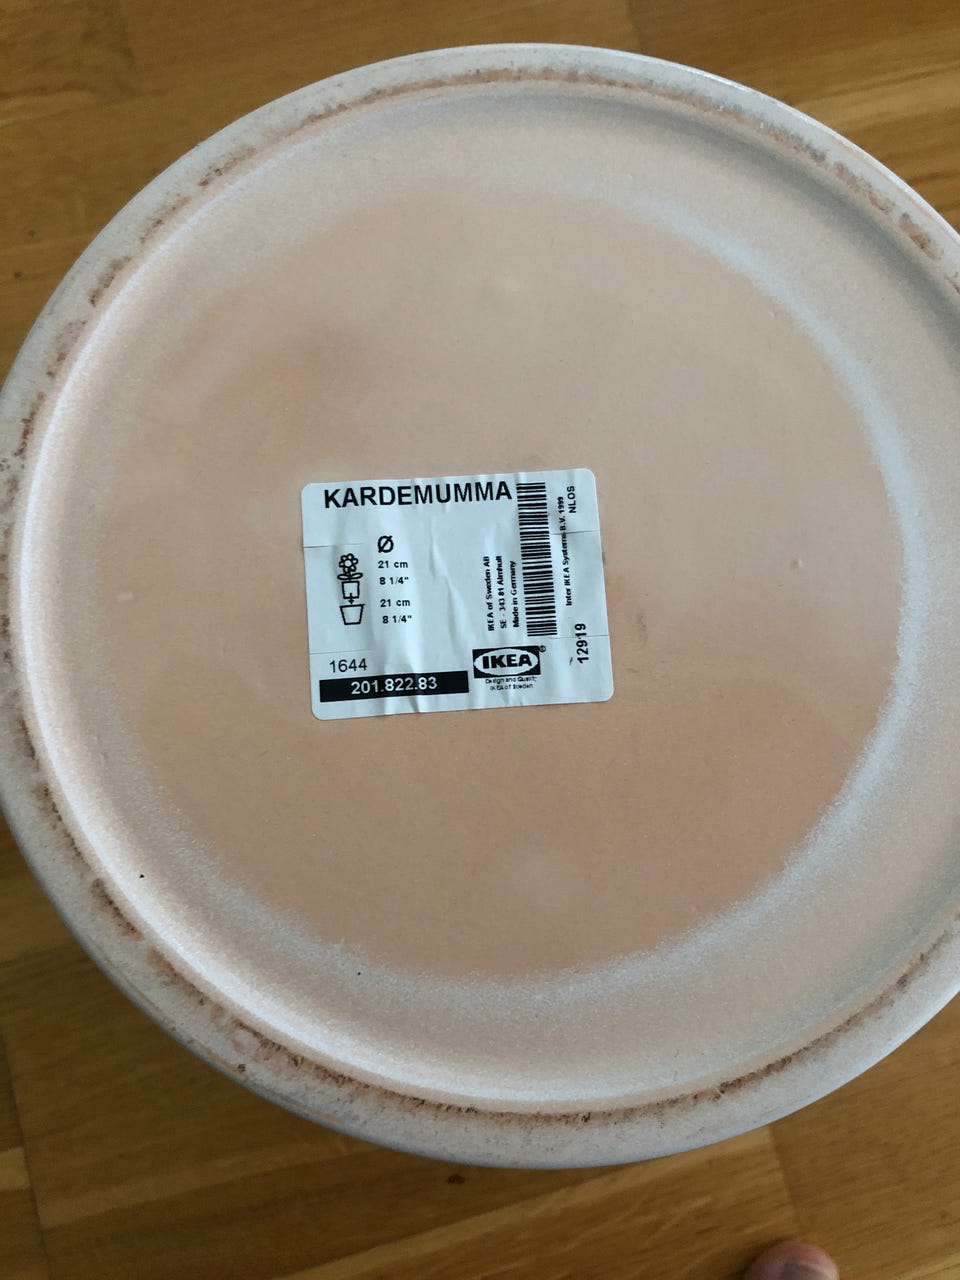 KARDEMUMMA
Ø
21 cm
8 1/4"
21 cm
8 1/4"
1644
201.822.83
IKEA of Sweden AB
SE - 343 81 Älmhult
Made in Germany
Inter IKEA Systems B.V. 1999
NLOS
12919
IKEA®
Design and Quality
IKEA of Sweden